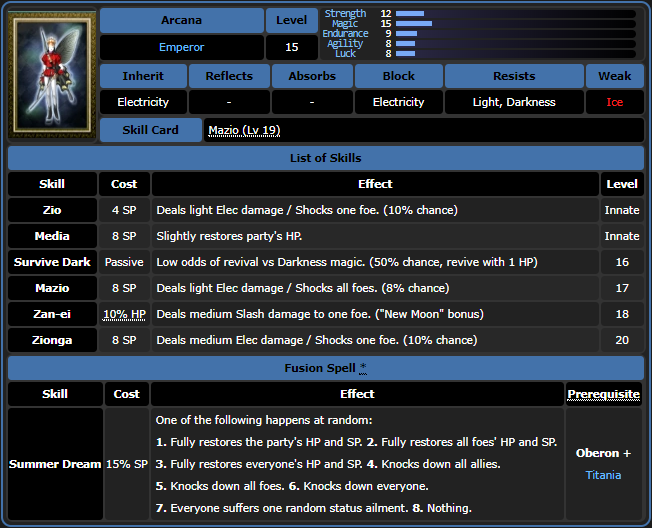 Arcana Level
Emperor 15
Strength 12
Magic 15
Endurance 9
Agility 8
Luck 8
Inherit Reflects Absorbs Block Resists Weak
Electricity - - Electricity Light, Darkness Ice
Skill Card Mazio (Lv 19)
List of Skills
Skill Cost Effect Level
Zio 4 SP Deals light Elec damage / Shocks one foe. (10% chance) Innate
Media 8 SP Slightly restores party's HP. Innate
Survive Dark Passive Low odds of revival vs Darkness magic. (50% chance, revive with 1 HP) 16
Mazio 8 SP Deals light Elec damage / Shocks all foes. (8% chance) 17
Zan-ei 10% HP Deals medium Slash damage to one foe. ("New Moon" bonus) 18
Zionga 8 SP Deals medium Elec damage / Shocks one foe. (10% chance) 20
Fusion Spell *
Skill Cost Effect Prerequisite
Summer Dream 15% SP
One of the following happens at random:
1. Fully restores the party's HP and SP. 2. Fully restores all foes' HP and SP.
3. Fully restores everyone's HP and SP. 4. Knocks down all allies.
5. Knocks down all foes. 6. Knocks down everyone.
7. Everyone suffers one random status ailment. 8. Nothing.
Oberon +
Titania